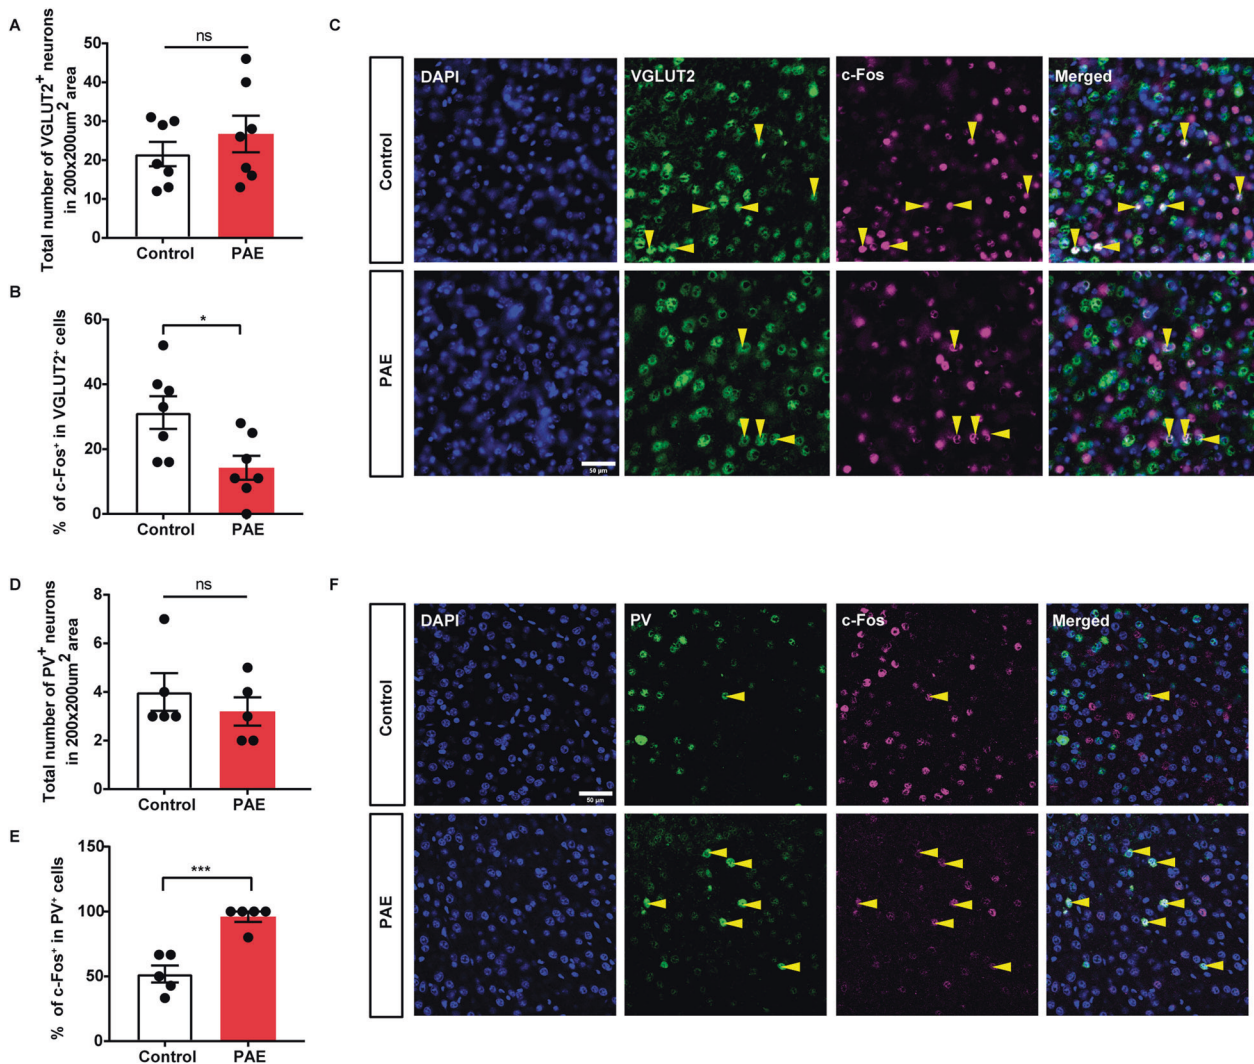 A
Total number of VGLUT2+ neurons
in 200x200um2 area
50
40
30
20
10
0
ns
Control
PAE
B
% of c-Fos+ in VGLUT2+ cells
60
40
20
0
*
Control
PAE
C
DAPI
VGLUT2
c-Fos
Merged
Control
PAE
50 µm
D
Total number of PV+ neurons
in 200x200um2 area
8
6
4
2
0
ns
Control
PAE
E
% of c-Fos+ in PV+ cells
150
100
50
0
***
Control
PAE
F
DAPI
PV
c-Fos
Merged
Control
50 µm
PAE